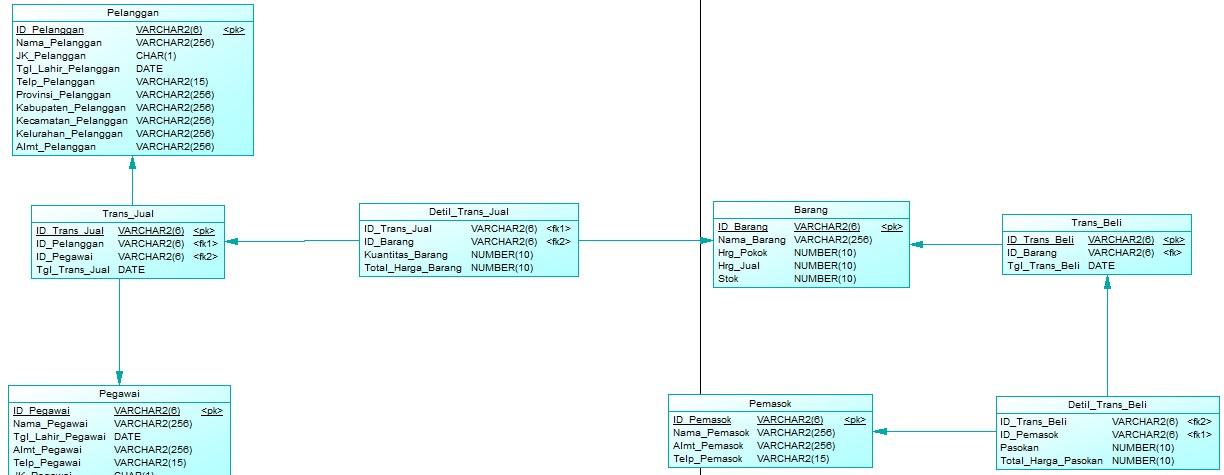 Pelanggan
ID_Pelanggan VARCHAR2(6) <pk>
Nama_Pelanggan VARCHAR2(256)
JK_Pelanggan CHAR(1)
Tgl_Lahir_Pelanggan DATE
Telp_Pelanggan VARCHAR2(15)
Provinsi_Pelanggan VARCHAR2(256)
Kabupaten_Pelanggan VARCHAR2(256)
Kecamatan_Pelanggan VARCHAR2(256)
Kelurahan_Pelanggan VARCHAR2(256)
Almt_Pelanggan VARCHAR2(256)
Trans_Jual
ID_Trans_Jual VARCHAR2(6) <pk>
ID_Pelanggan VARCHAR2(6) <fk1>
ID_Pegawai VARCHAR2(6) <fk2>
Tgl_Trans_Jual DATE
Detil_Trans_Jual
ID_Trans_Jual VARCHAR2(6) <fk1>
ID_Barang VARCHAR2(6) <fk2>
Kuantitas_Barang NUMBER(10)
Total_Harga_Barang NUMBER(10)
Barang
ID_Barang VARCHAR2(6) <pk>
Nama_Barang VARCHAR2(256)
Hrg_Pokok NUMBER(10)
Hrg_Jual NUMBER(10)
Stok NUMBER(10)
Trans_Beli
ID_Trans_Beli VARCHAR2(6) <pk>
ID_Barang VARCHAR2(6) <fk>
Tgl_Trans_Beli DATE
Pegawai
ID_Pegawai VARCHAR2(6) <pk>
Nama_Pegawai VARCHAR2(256)
Tgl_Lahir_Pegawai DATE
Almt_Pegawai VARCHAR2(256)
Telp_Pegawai VARCHAR2(15)
JK_Pegawai CHAR(1)
Pemasok
ID_Pemasok VARCHAR2(6) <pk>
Nama_Pemasok VARCHAR2(256)
Almt_Pemasok VARCHAR2(256)
Telp_Pemasok VARCHAR2(15)
Detil_Trans_Beli
ID_Trans_Beli VARCHAR2(6) <fk2>
ID_Pemasok VARCHAR2(6) <fk1>
Pasokan NUMBER(10)
Total_Harga_Pasokan NUMBER(10)